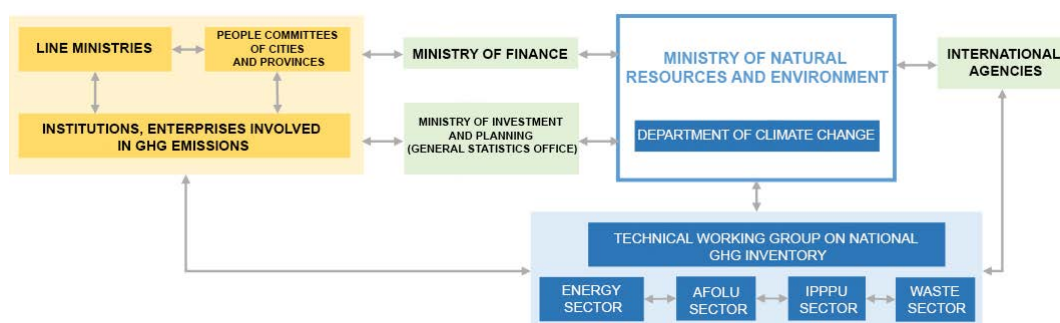 LINE MINISTRIES
PEOPLE COMMITTEES
OF CITIES
AND PROVINCES
INSTITUTIONS, ENTERPRISES INVOLVED
IN GHG EMISSIONS
MINISTRY OF FINANCE
MINISTRY OF INVESTMENT
AND PLANNING
(GENERAL STATISTICS OFFICE)
MINISTRY OF NATURAL
RESOURCES AND ENVIRONMENT
DEPARTMENT OF CLIMATE CHANGE
INTERNATIONAL
AGENCIES
TECHNICAL WORKING GROUP ON NATIONAL
GHG INVENTORY
ENERGY
SECTOR
AFOLU
SECTOR
IPPPU
SECTOR
WASTE
SECTOR